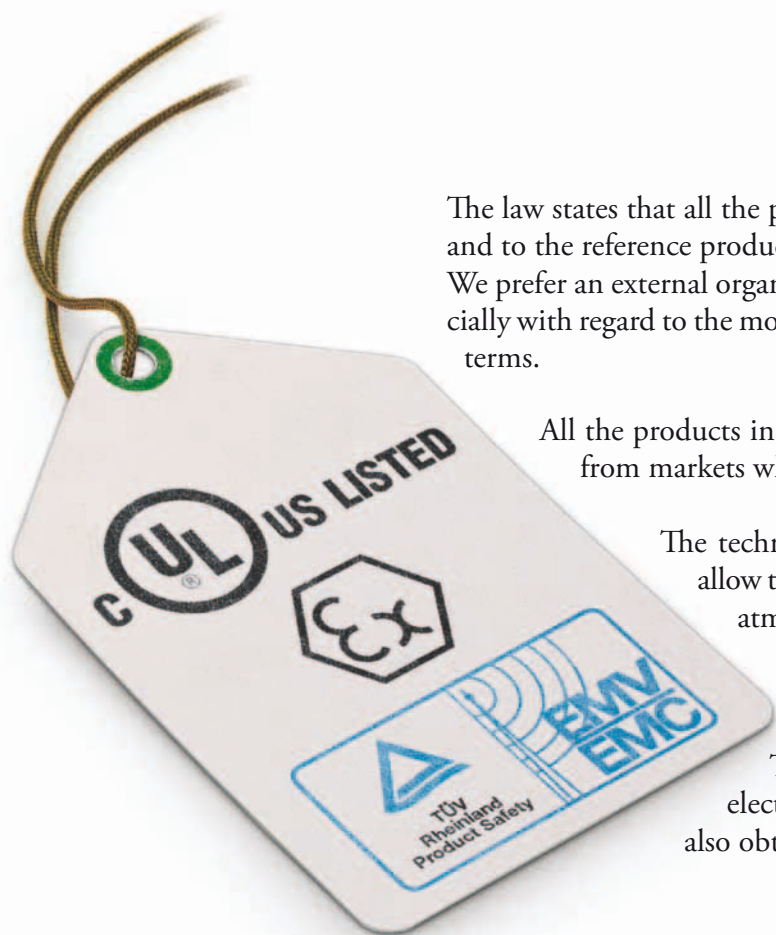 The law states that all the p
and to the reference produc
We prefer an external organ
cially with regard to the mo
terms.
All the products in
from markets wh
The techn
allow t
atm
T
elect
also obt
C UL ® US LISTED
Ex
EMV
EMC
TÜV
Rheinland
Product Safety